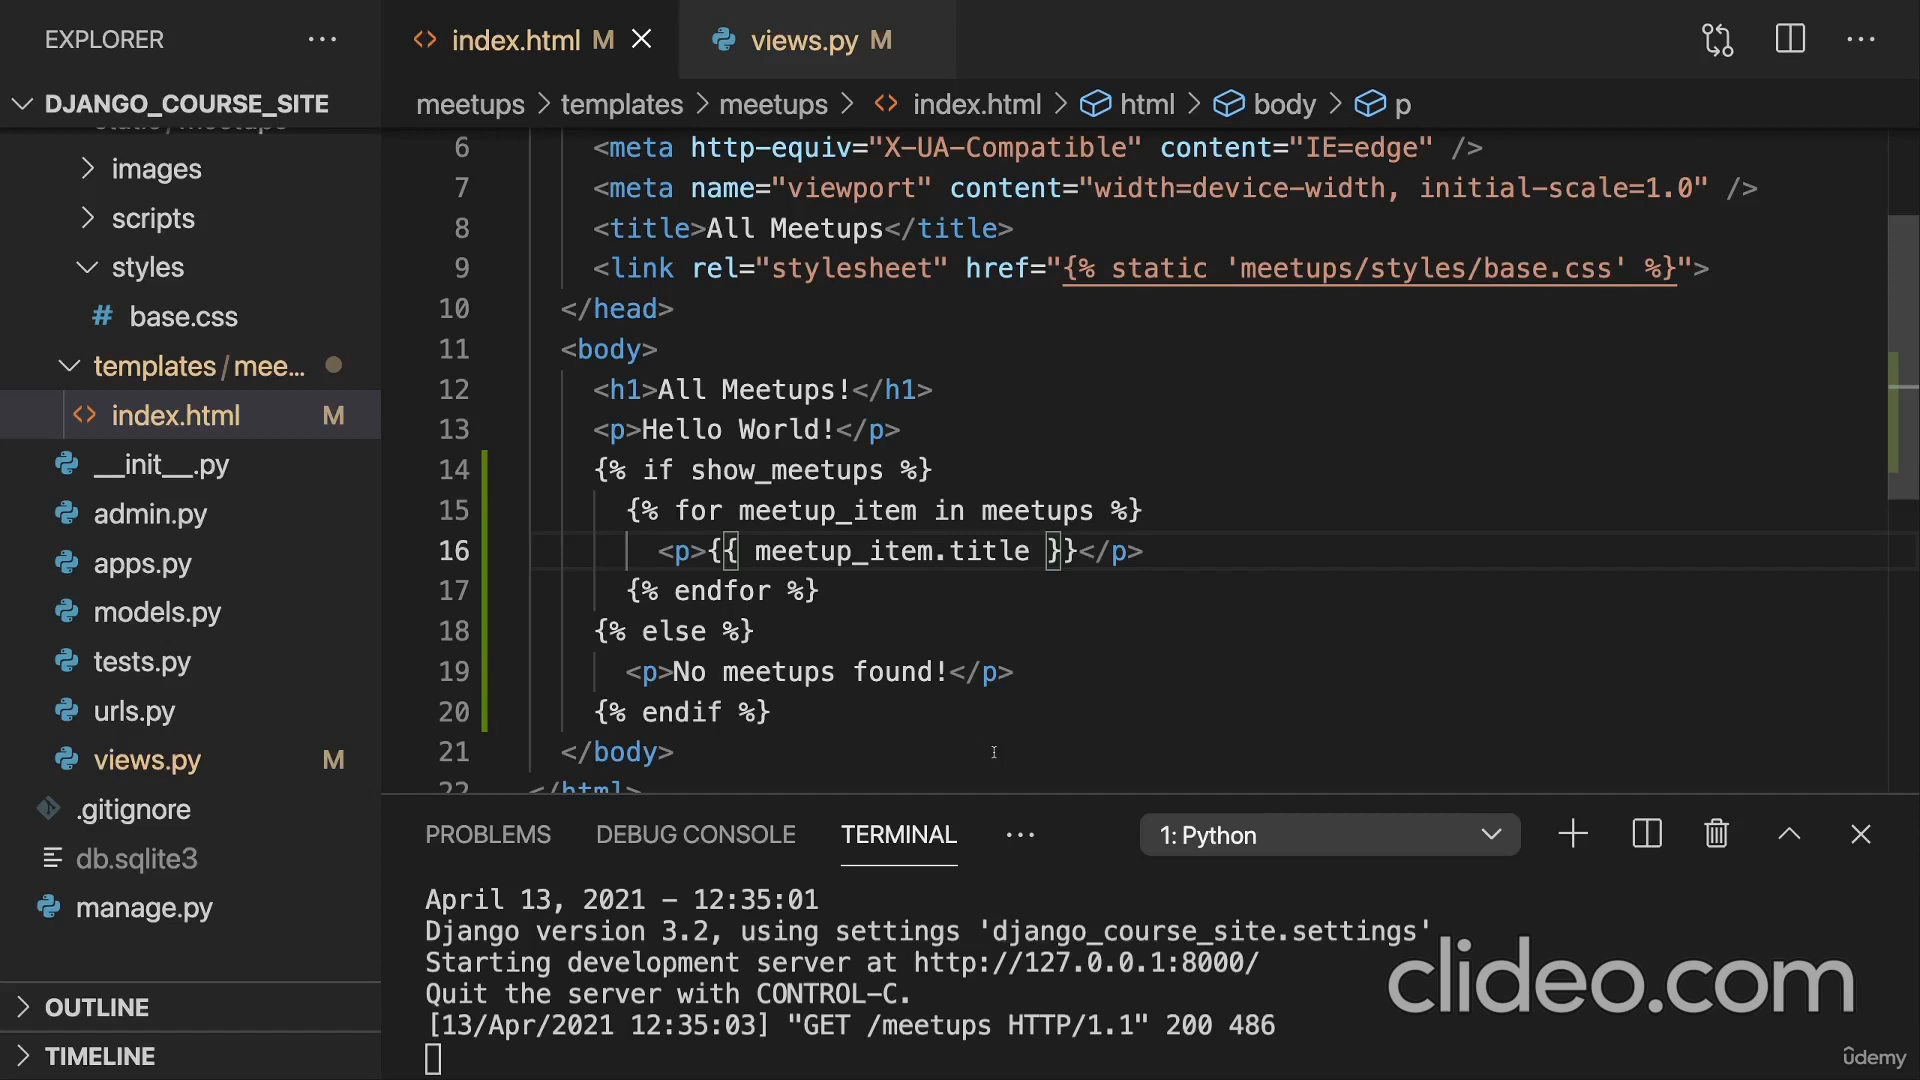 EXPLORER ...
index.html M
views.py M
...
DJANGO_COURSE_SITE
meetups > templates > meetups > <> index.html > html > body > p
images
scripts
styles
# base.css
templates/mee...
<> index.html M
__init__.py
admin.py
apps.py
models.py
tests.py
urls.py
views.py M
.gitignore
db.sqlite3
manage.py
OUTLINE
TIMELINE
6 <meta http-equiv="X-UA-Compatible" content="IE=edge" />
7 <meta name="viewport" content="width=device-width, initial-scale=1.0" />
8 <title>All Meetups</title>
9 <link rel="stylesheet" href="{% static 'meetups/styles/base.css' %}">
10 </head>
11 <body>
12 <h1>All Meetups!</h1>
13 <p>Hello World!</p>
14 {% if show_meetups %}
15 {% for meetup_item in meetups %}
16 <p>{{ meetup_item.title }}</p>
17 {% endfor %}
18 {% else %}
19 <p>No meetups found!</p>
20 {% endif %}
21 </body>
22 </html>
PROBLEMS DEBUG CONSOLE TERMINAL ... 1: Python
April 13, 2021 - 12:35:01
Django version 3.2, using settings 'django_course_site.settings'
Starting development server at http://127.0.0.1:8000/
Quit the server with CONTROL-C.
[13/Apr/2021 12:35:03] "GET /meetups HTTP/1.1" 200 486
clideo.com
ûdemy